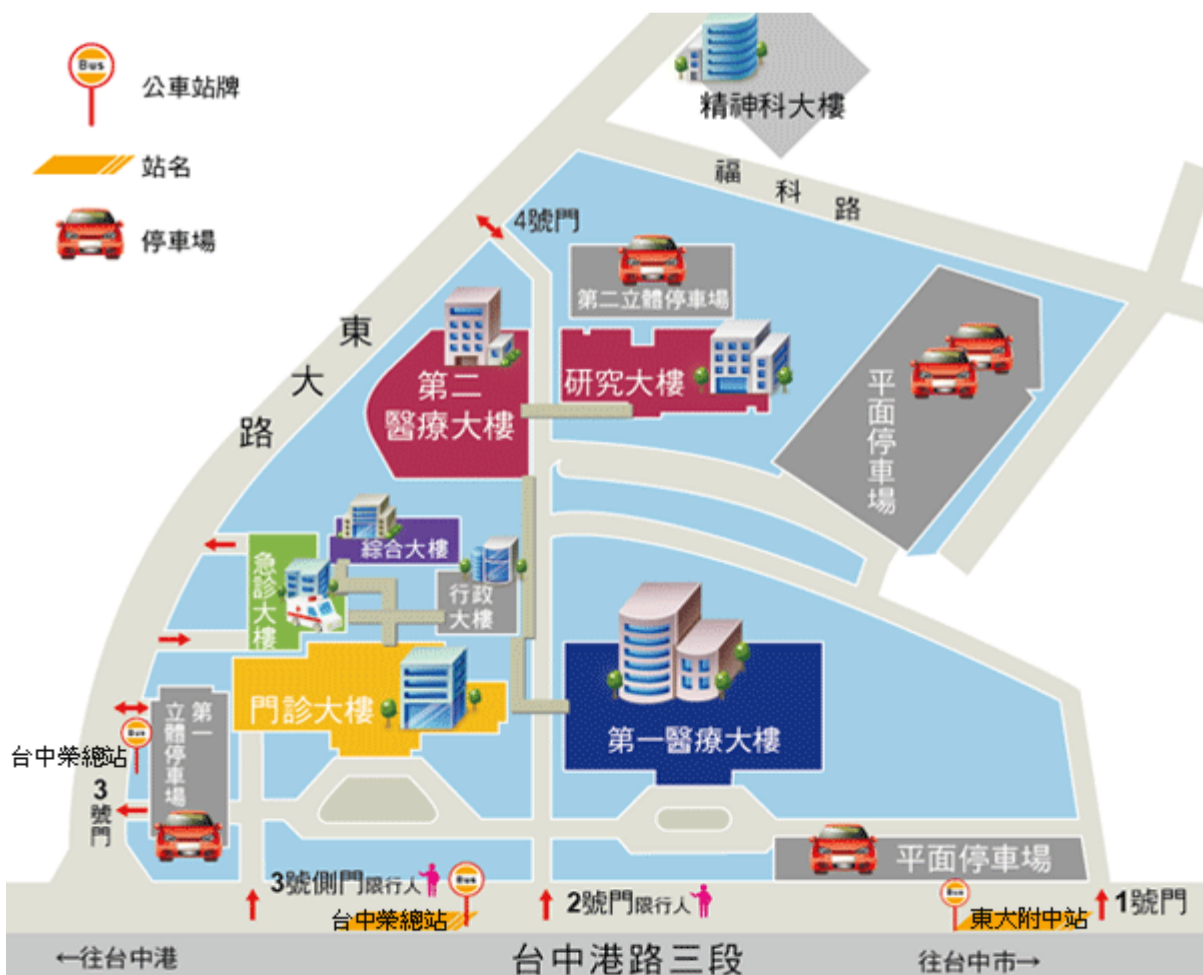 Bus
公車站牌
站名
停車場
精神科大樓
福科路
4號門
第二立體停車場
東大路
第二
醫療大樓
研究大樓
平面停車場
綜合大樓
急診大樓
行政
大樓
門診大樓
第一醫療大樓
第一
立體停車場
Bus
台中榮總站
3號門
平面停車場
3號側門限行人
Bus
台中榮總站
2號門限行人
Bus
東大附中站
1號門
←往台中港
台中港路三段
往台中市→